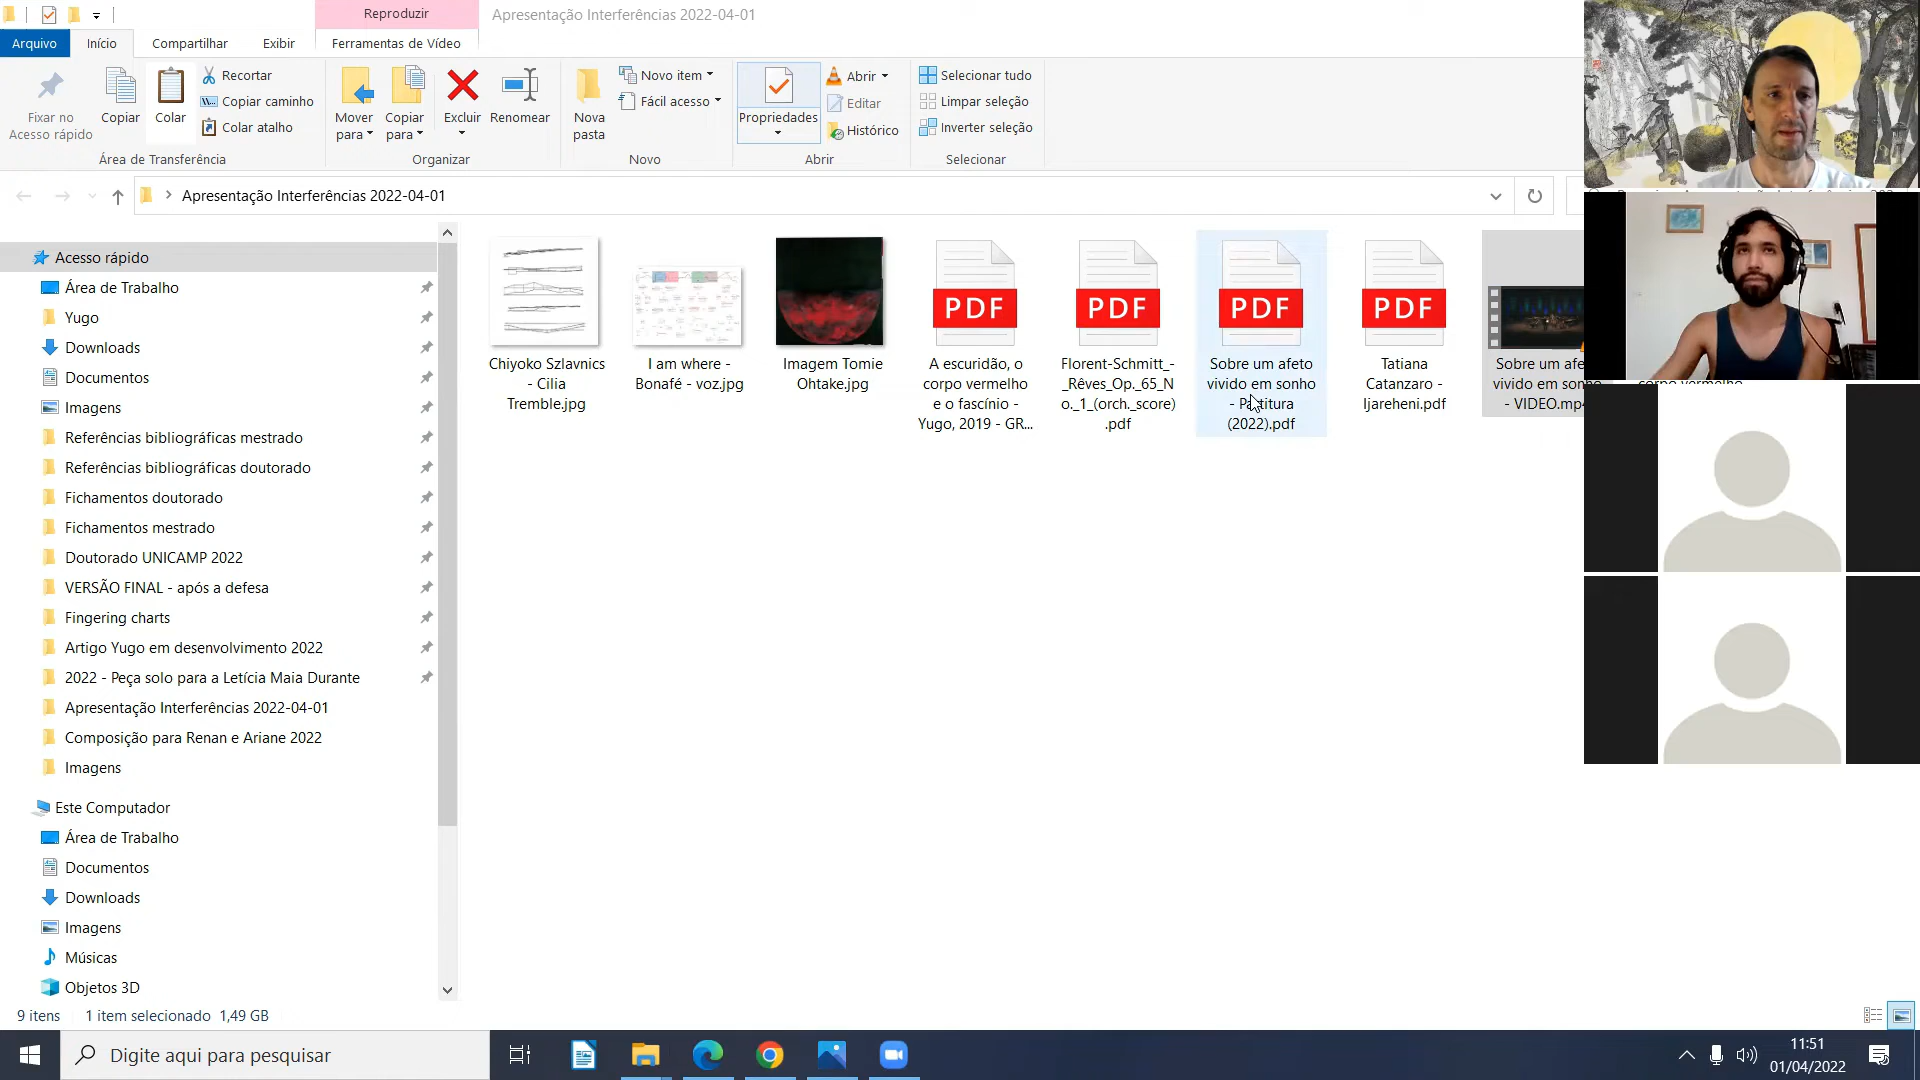 Reproduzir
Apresentação Interferências 2022-04-01
Arquivo
Início
Compartilhar
Exibir
Ferramentas de Vídeo
Fixar no
Acesso rápido
Copiar
Colar
Recortar
Copiar caminho
Colar atalho
Área de Transferência
Mover
para
Copiar
para
Excluir
Renomear
Organizar
Nova
pasta
Novo item
Fácil acesso
Novo
Propriedades
Abrir
Editar
Histórico
Abrir
Selecionar tudo
Limpar seleção
Inverter seleção
Selecionar
Apresentação Interferências 2022-04-01
Acesso rápido
Área de Trabalho
Yugo
Downloads
Documentos
Imagens
Referências bibliográficas mestrado
Referências bibliográficas doutorado
Fichamentos doutorado
Fichamentos mestrado
Doutorado UNICAMP 2022
VERSÃO FINAL - após a defesa
Fingering charts
Artigo Yugo em desenvolvimento 2022
2022 - Peça solo para a Letícia Maia Durante
Apresentação Interferências 2022-04-01
Composição para Renan e Ariane 2022
Imagens
Este Computador
Área de Trabalho
Documentos
Downloads
Imagens
Músicas
Objetos 3D
Chiyoko Szlavnics
- Cilia
Tremble.jpg
I am where -
Bonafé - voz.jpg
Imagem Tomie
Ohtake.jpg
PDF
A escuridão, o
corpo vermelho
e o fascínio -
Yugo, 2019 - GR...
PDF
Florent-Schmitt_-
_Rêves_Op._65_N
o._1_(orch._score)
.pdf
PDF
Sobre um afeto
vivido em sonho
- Partitura
(2022).pdf
PDF
Tatiana
Catanzaro -
Ijareheni.pdf
Sobre um afe
vivido em sonho
- VIDEO.mp4
corpo vermelho
9 itens
1 item selecionado 1,49 GB
Digite aqui para pesquisar
11:51
01/04/2022